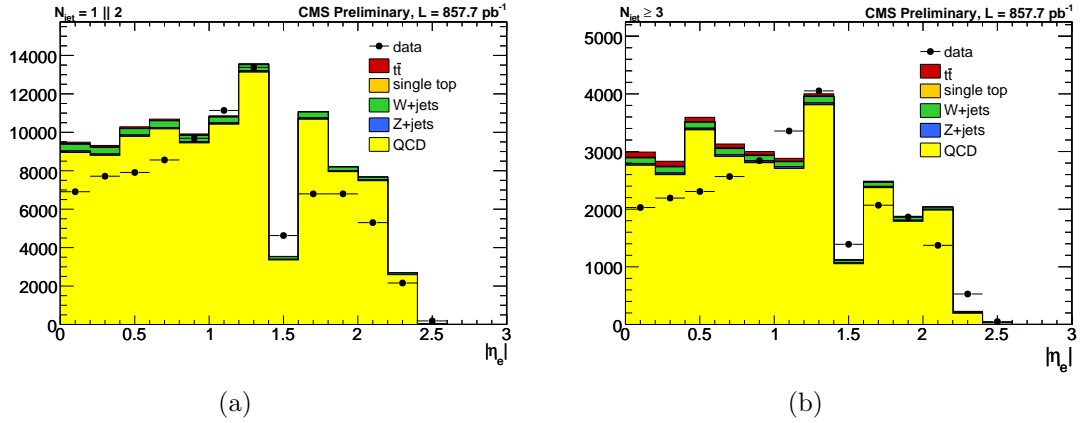 N_jet = 1 || 2
CMS Preliminary, L = 857.7 pb⁻¹
14000
12000
10000
8000
6000
4000
2000
0
data
tt̄
single top
W+jets
Z+jets
QCD
0 0.5 1 1.5 2 2.5 3
|η_e|
(a)
N_jet ≥ 3
CMS Preliminary, L = 857.7 pb⁻¹
5000
4000
3000
2000
1000
0
data
tt̄
single top
W+jets
Z+jets
QCD
0 0.5 1 1.5 2 2.5 3
|η_e|
(b)